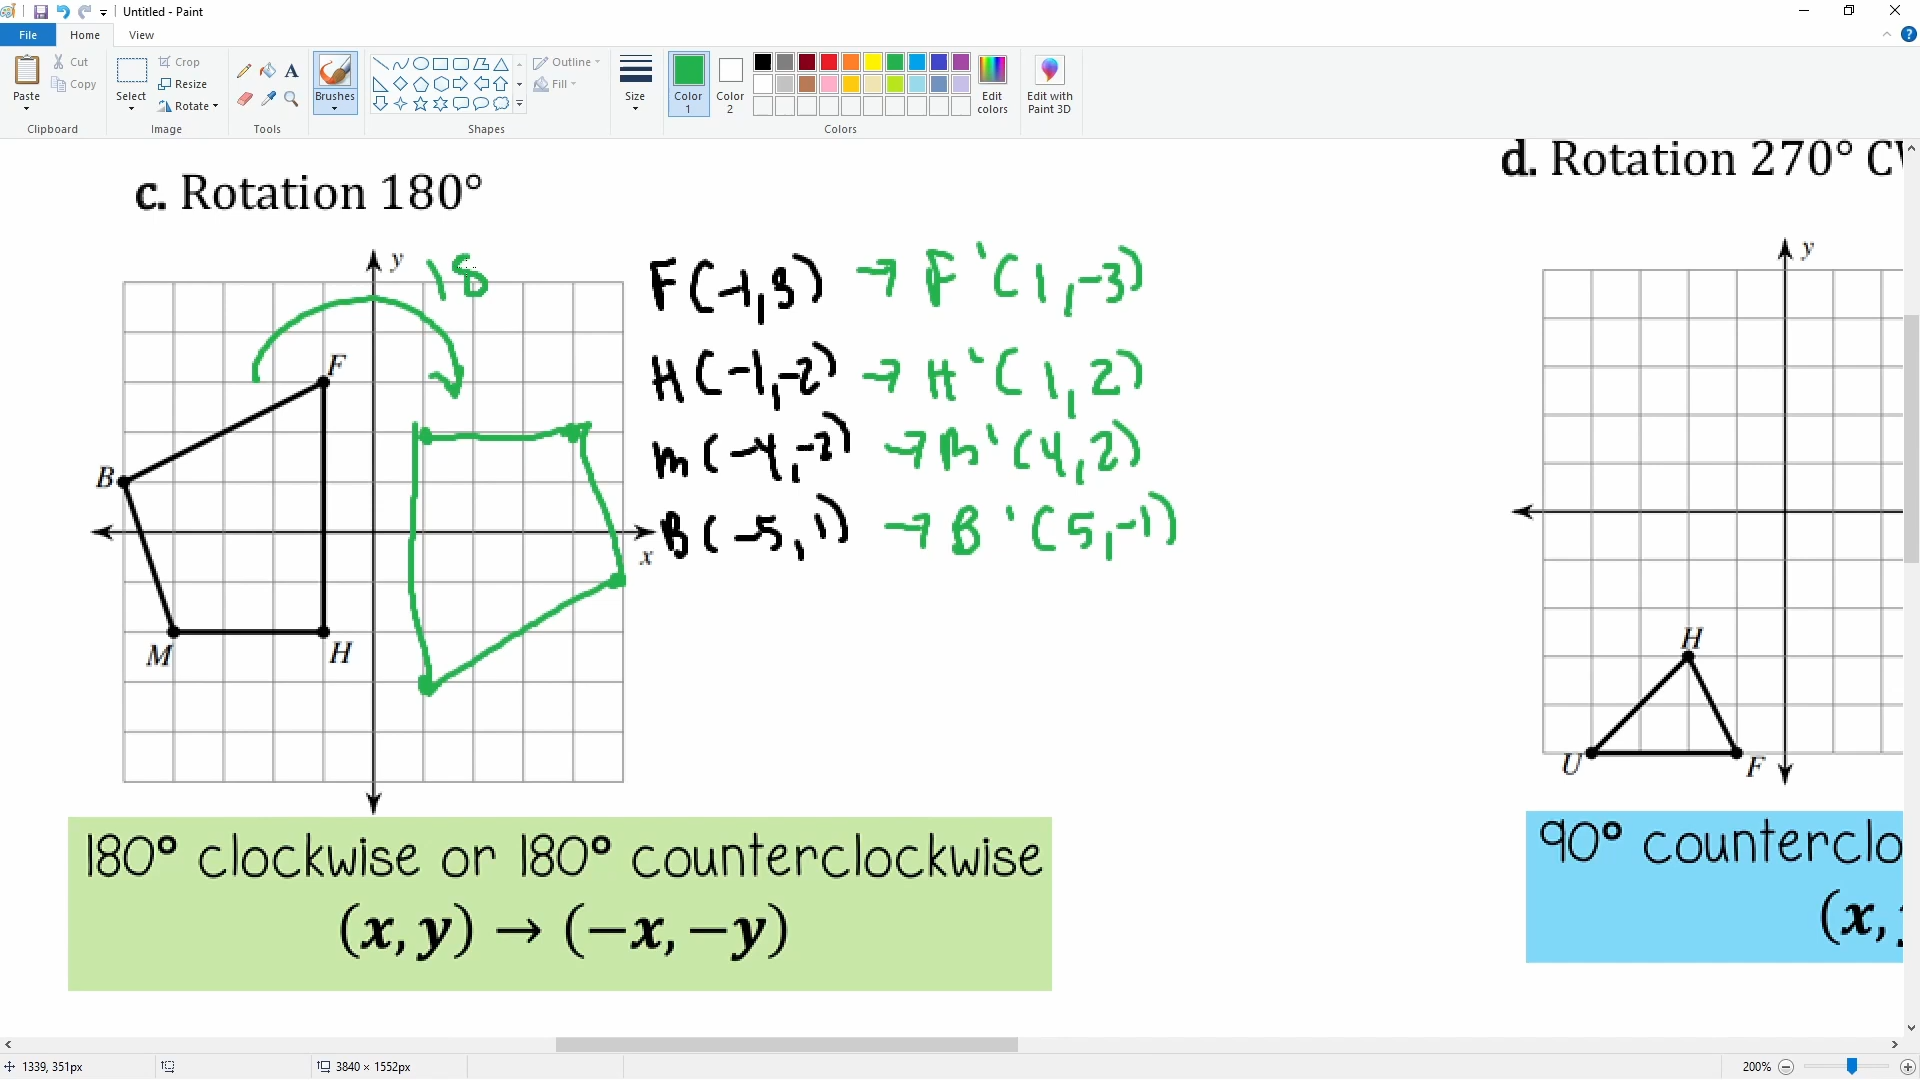 Untitled - Paint
File Home View
Paste Cut Copy Clipboard
Select Crop Resize Rotate Image
A Tools
Brushes
Shapes Outline Fill
Size
Color 1 Color 2 Colors Edit colors
Edit with Paint 3D
c. Rotation 180°
d. Rotation 270° C
y
18
F
B
M
H
x
F(-1,3) → F'(1,-3)
H(-1,-2) → H'(1,2)
m(-4,-2) → m'(4,2)
B(-5,1) → B'(5,-1)
y
H
U
F
180° clockwise or 180° counterclockwise
(x, y) → (−x, −y)
90° counterclo
(x,
1339, 351px
3840 × 1552px
200%